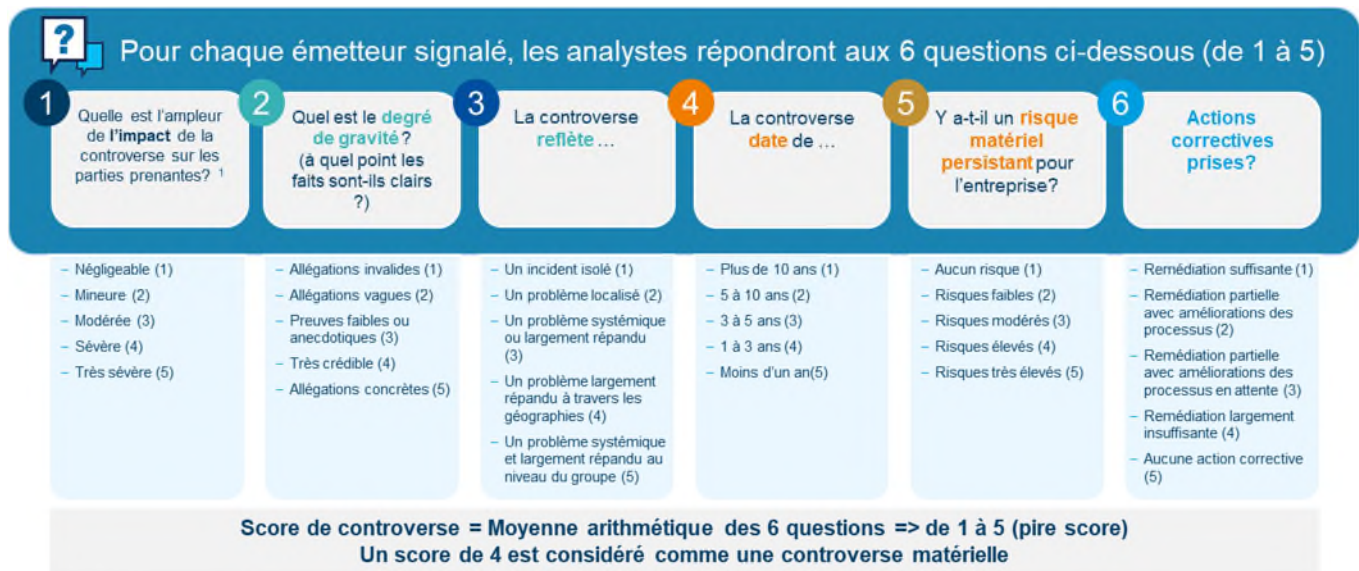 ?
Pour chaque émetteur signalé, les analystes répondront aux 6 questions ci-dessous (de 1 à 5)
1
Quelle est l'ampleur
de l'impact de la
controverse sur les
parties prenantes? 1
2
Quel est le degré
de gravité ?
(à quel point les
faits sont-ils clairs
?)
3
La controverse
reflète ...
4
La controverse
date de ...
5
Y a-t-il un risque
matériel
persistant pour
l'entreprise?
6
Actions
correctives
prises?
– Négligeable (1)
– Mineure (2)
– Modérée (3)
– Sévère (4)
– Très sévère (5)
– Allégations invalides (1)
– Allégations vagues (2)
– Preuves faibles ou
anecdotiques (3)
– Très crédible (4)
– Allégations concrètes (5)
– Un incident isolé (1)
– Un problème localisé (2)
– Un problème systémique
ou largement répandu
(3)
– Un problème largement
répandu à travers les
géographies (4)
– Un problème systémique
et largement répandu au
niveau du groupe (5)
– Plus de 10 ans (1)
– 5 à 10 ans (2)
– 3 à 5 ans (3)
– 1 à 3 ans (4)
– Moins d'un an(5)
– Aucun risque (1)
– Risques faibles (2)
– Risques modérés (3)
– Risques élevés (4)
– Risques très élevés (5)
– Remédiation suffisante (1)
– Remédiation partielle
avec améliorations des
processus (2)
– Remédiation partielle
avec améliorations des
processus en attente (3)
– Remédiation largement
insuffisante (4)
– Aucune action corrective
(5)
Score de controverse = Moyenne arithmétique des 6 questions => de 1 à 5 (pire score)
Un score de 4 est considéré comme une controverse matérielle